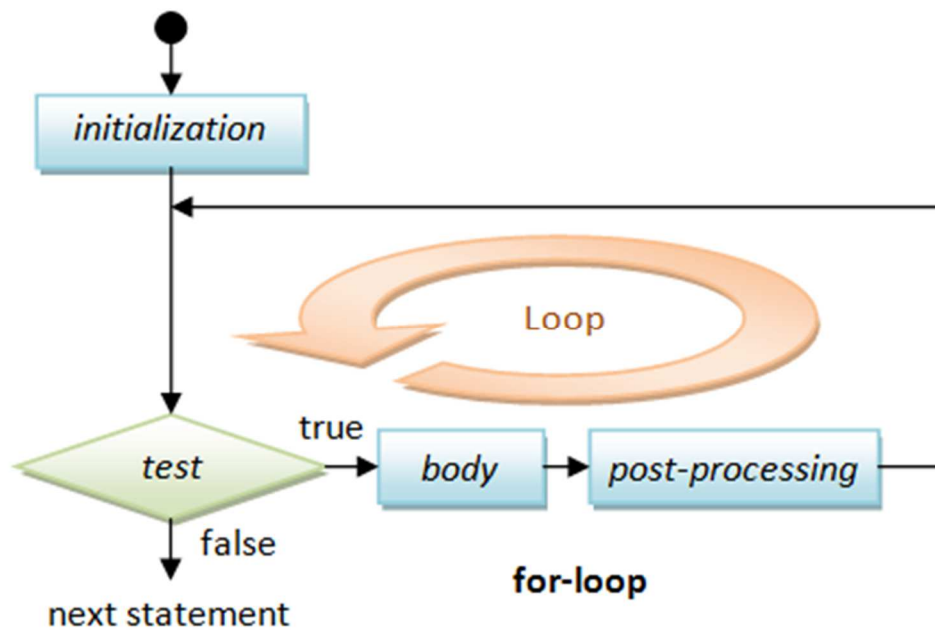 initialization
Loop
true
test
body
post-processing
false
for-loop
next statement